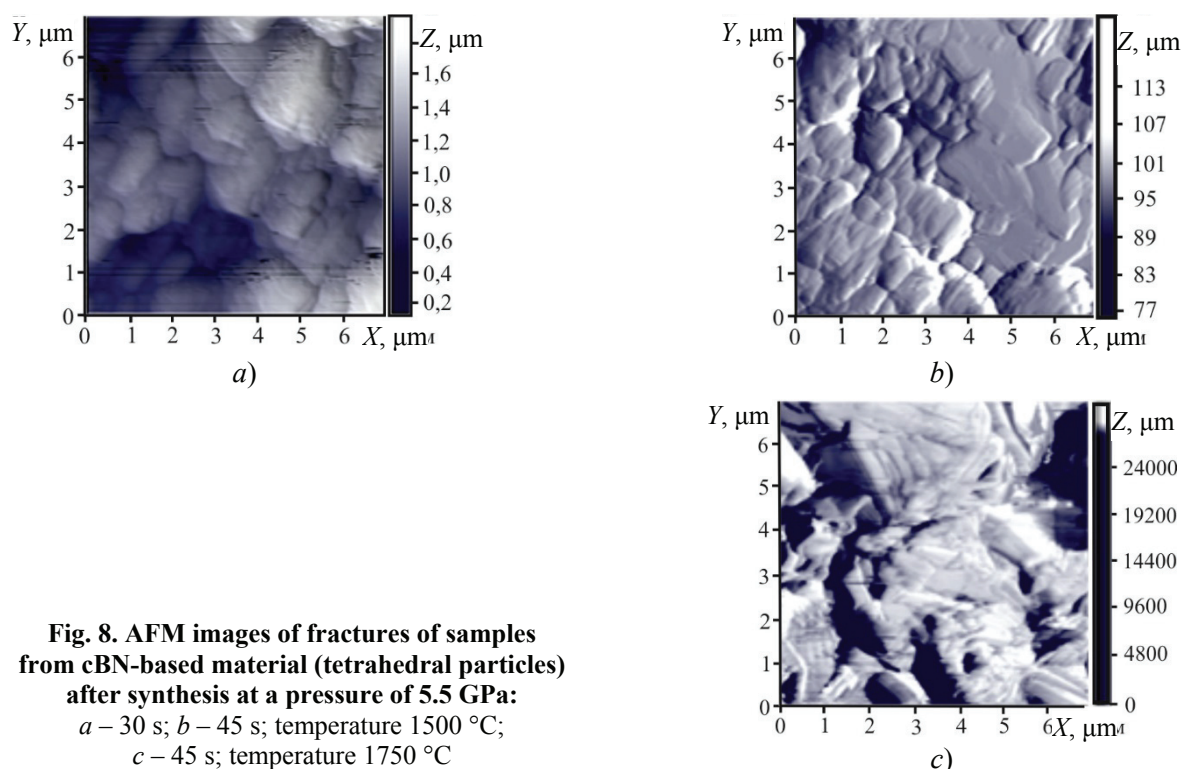 Y, μm
6
5
4
3
2
1
0
0 1 2 3 4 5 6 X, μm
Z, μm
1,6
1,4
1,2
1,0
0,8
0,6
0,4
0,2
a)
Y, μm
6
5
4
3
2
1
0
0 1 2 3 4 5 6 X, μm
Z, μm
113
107
101
95
89
83
77
b)
Y, μm
6
5
4
3
2
1
0
0 1 2 3 4 5 6 X, μm
Z, μm
24000
19200
14400
9600
4800
0
c)
Fig. 8. AFM images of fractures of samples
from cBN-based material (tetrahedral particles)
after synthesis at a pressure of 5.5 GPa:
a – 30 s; b – 45 s; temperature 1500 °C;
c – 45 s; temperature 1750 °C